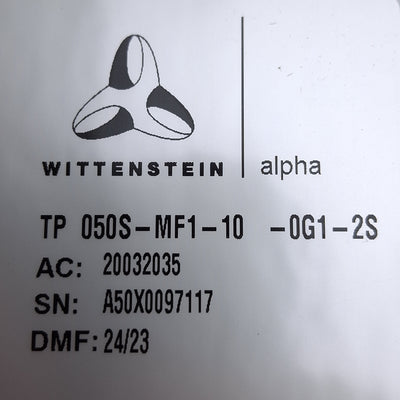 WITTENSTEIN alpha
TP 050S-MF1-10 -0G1-2S
AC: 20032035
SN: A50X0097117
DMF: 24/23